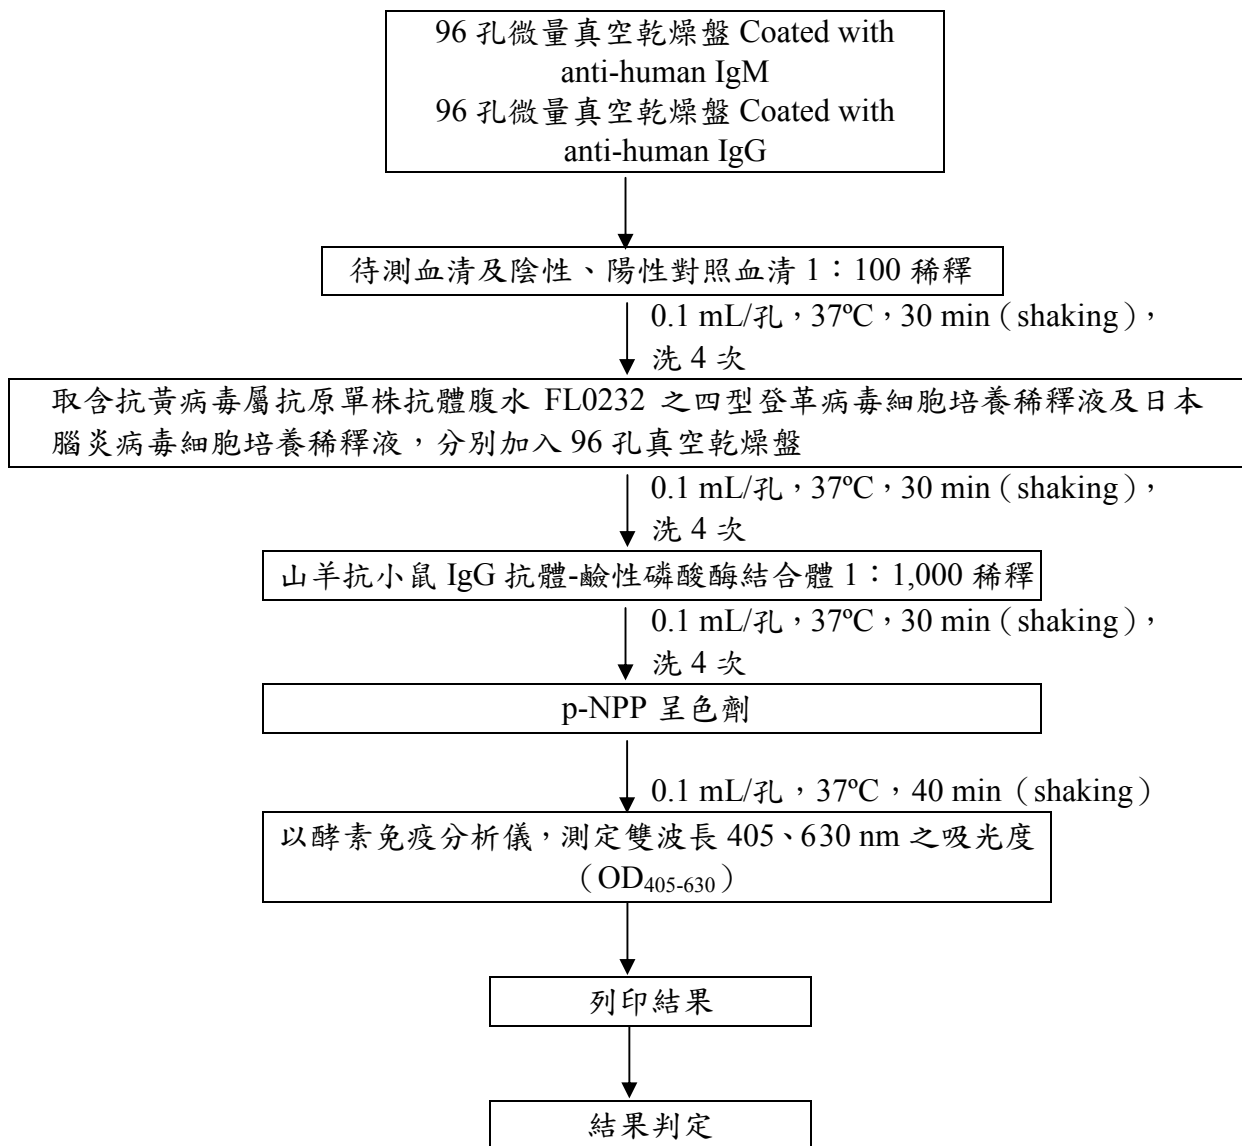 96 孔微量真空乾燥盤 Coated with
anti-human IgM
96 孔微量真空乾燥盤 Coated with
anti-human IgG
待測血清及陰性、陽性對照血清 1：100 稀釋
0.1 mL/孔，37ºC，30 min（shaking），
洗 4 次
取含抗黃病毒屬抗原單株抗體腹水 FL0232 之四型登革病毒細胞培養稀釋液及日本
腦炎病毒細胞培養稀釋液，分別加入 96 孔真空乾燥盤
0.1 mL/孔，37ºC，30 min（shaking），
洗 4 次
山羊抗小鼠 IgG 抗體-鹼性磷酸酶結合體 1：1,000 稀釋
0.1 mL/孔，37ºC，30 min（shaking），
洗 4 次
p-NPP 呈色劑
0.1 mL/孔，37ºC，40 min（shaking）
以酵素免疫分析儀，測定雙波長 405、630 nm 之吸光度
（OD405-630）
列印結果
結果判定